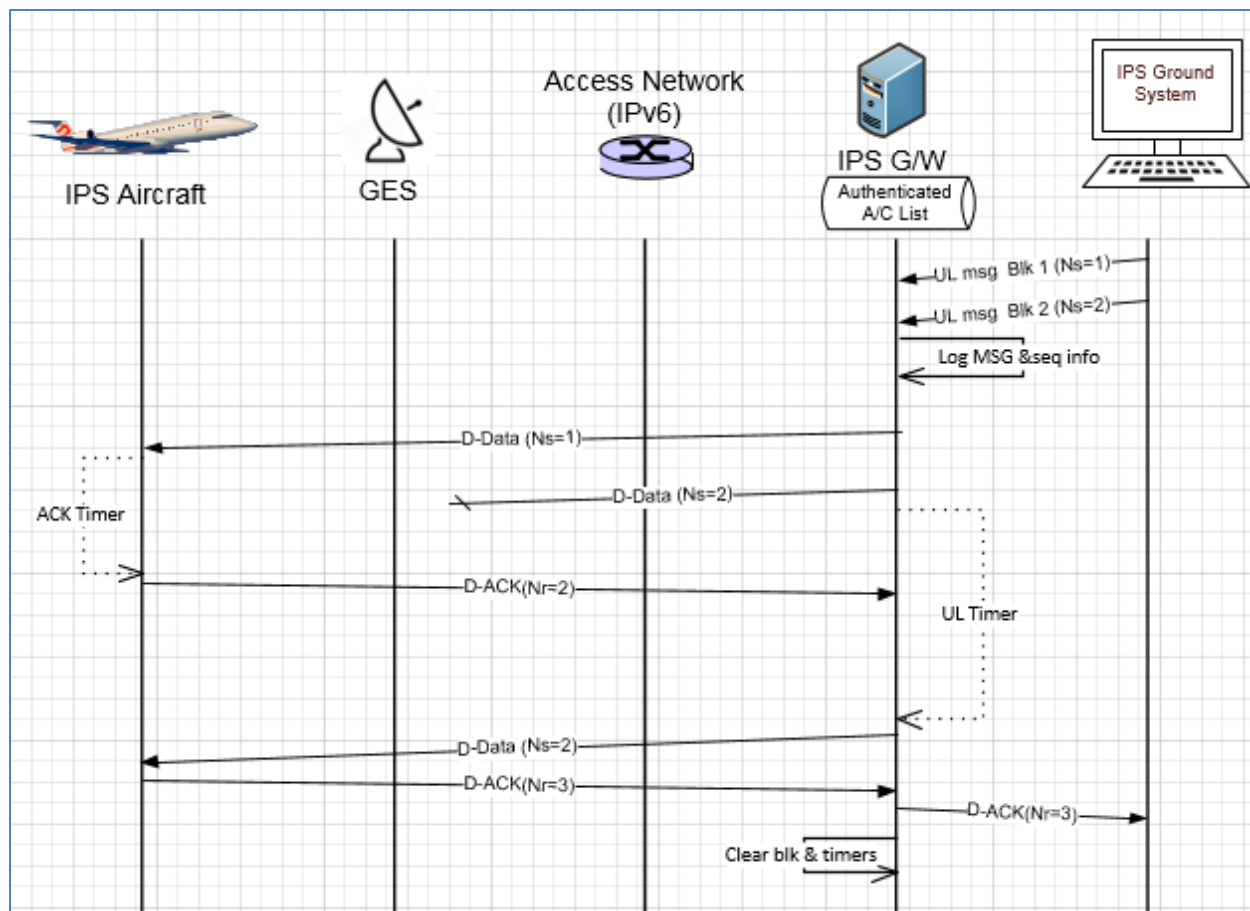 IPS Aircraft
GES
Access Network
(IPv6)
IPS G/W
Authenticated
A/C List
IPS Ground
System
UL msg  Blk 1 (Ns=1)
UL msg  Blk 2 (Ns=2)
Log MSG &seq info
D-Data (Ns=1)
D-Data (Ns=2)
ACK Timer
D-ACK(Nr=2)
UL Timer
D-Data (Ns=2)
D-ACK(Nr=3)
D-ACK(Nr=3)
Clear blk & timers